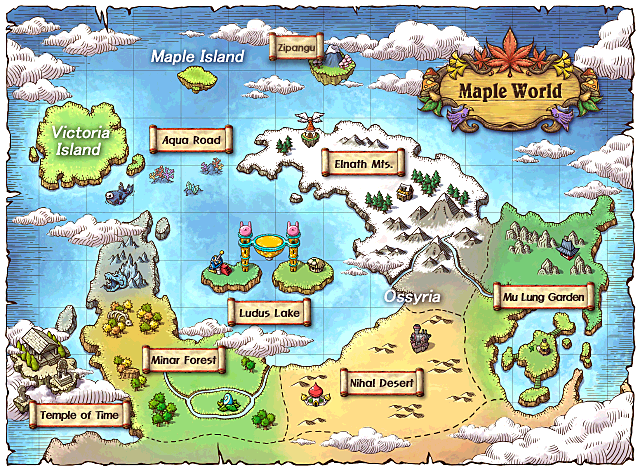 Zipangu
Maple Island
Maple World
Victoria
Island
Aqua Road
Elnath Mts.
Ossyria
Mu Lung Garden
Ludus Lake
Minar Forest
Nihal Desert
Temple of Time